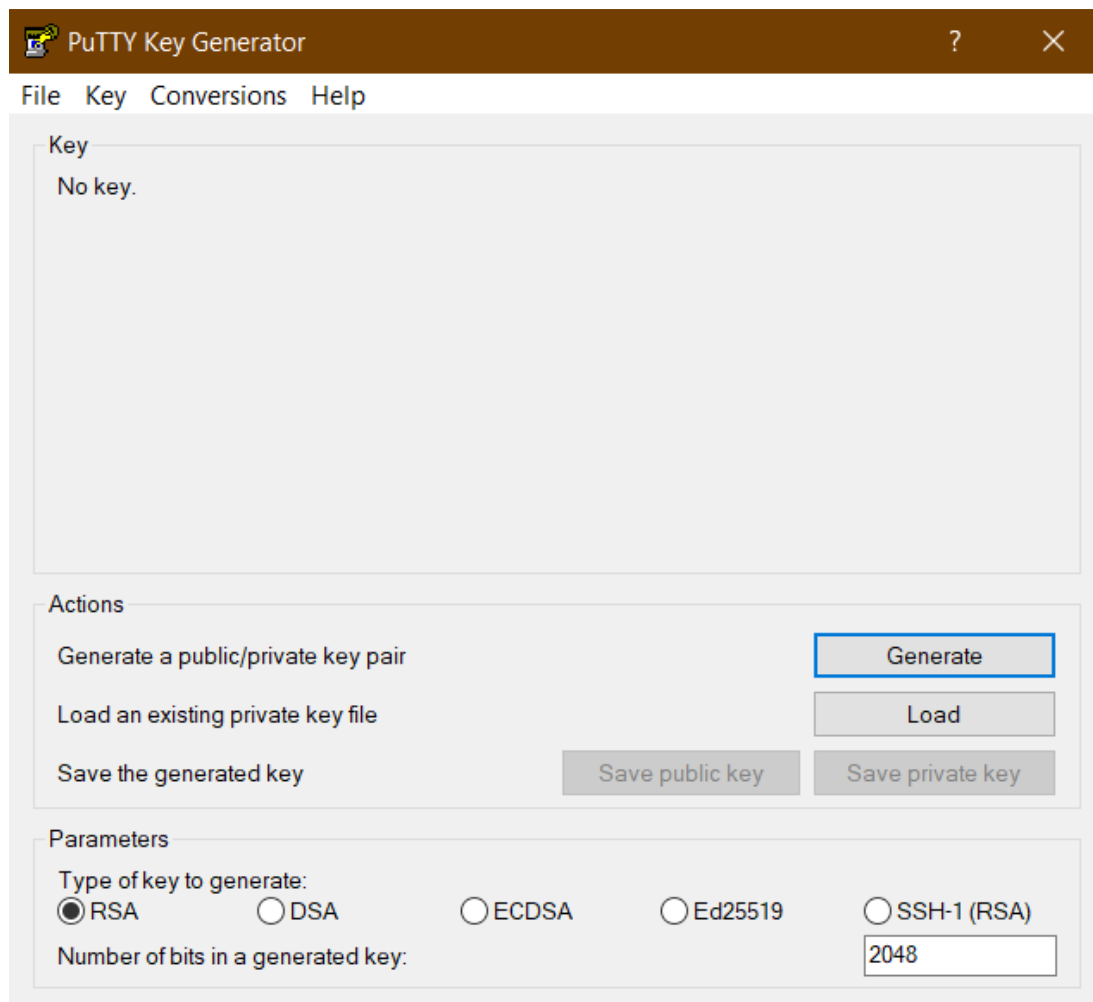 PuTTY Key Generator ? ×
File Key Conversions Help
Key
No key.
Actions
Generate a public/private key pair Generate
Load an existing private key file Load
Save the generated key Save public key Save private key
Parameters
Type of key to generate:
RSA DSA ECDSA Ed25519 SSH-1 (RSA)
Number of bits in a generated key: 2048